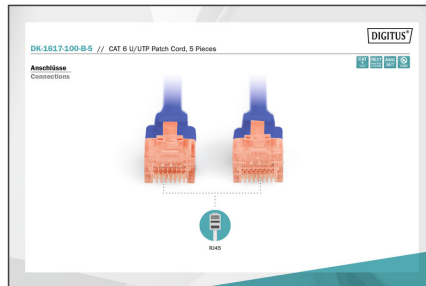 DIGITUS®
DK-1617-100-B-5 // CAT 6 U/UTP Patch Cord, 5 Pieces
Anschlüsse
Connections
RJ45